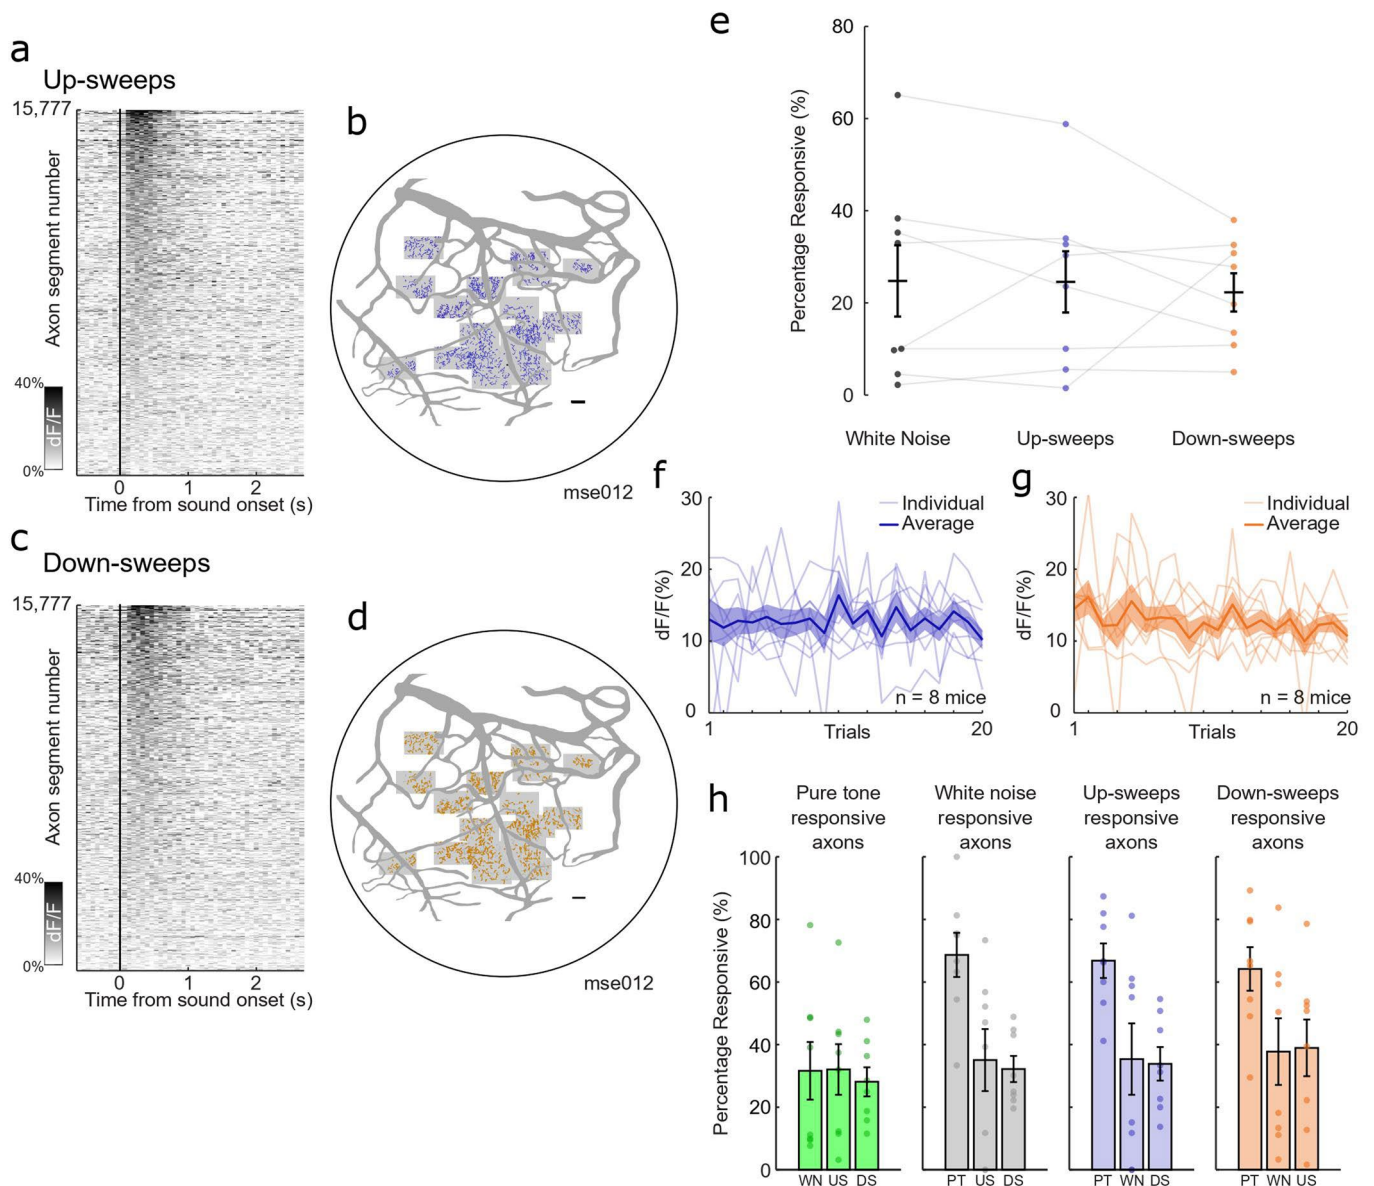 a
Up-sweeps
15,777
Axon segment number
40%
dF/F
0%
0 1 2
Time from sound onset (s)
b
mse012
c
Down-sweeps
15,777
Axon segment number
40%
dF/F
0%
0 1 2
Time from sound onset (s)
d
mse012
e
80
60
40
20
0
Percentage Responsive (%)
White Noise Up-sweeps Down-sweeps
f
30
20
10
0
dF/F(%)
Individual
Average
n = 8 mice
1 20
Trials
g
30
20
10
0
dF/F(%)
Individual
Average
n = 8 mice
1 20
Trials
h
Pure tone
responsive
axons
White noise
responsive
axons
Up-sweeps
responsive
axons
Down-sweeps
responsive
axons
100
80
60
40
20
0
Percentage Responsive (%)
WN US DS
PT US DS
PT WN DS
PT WN US